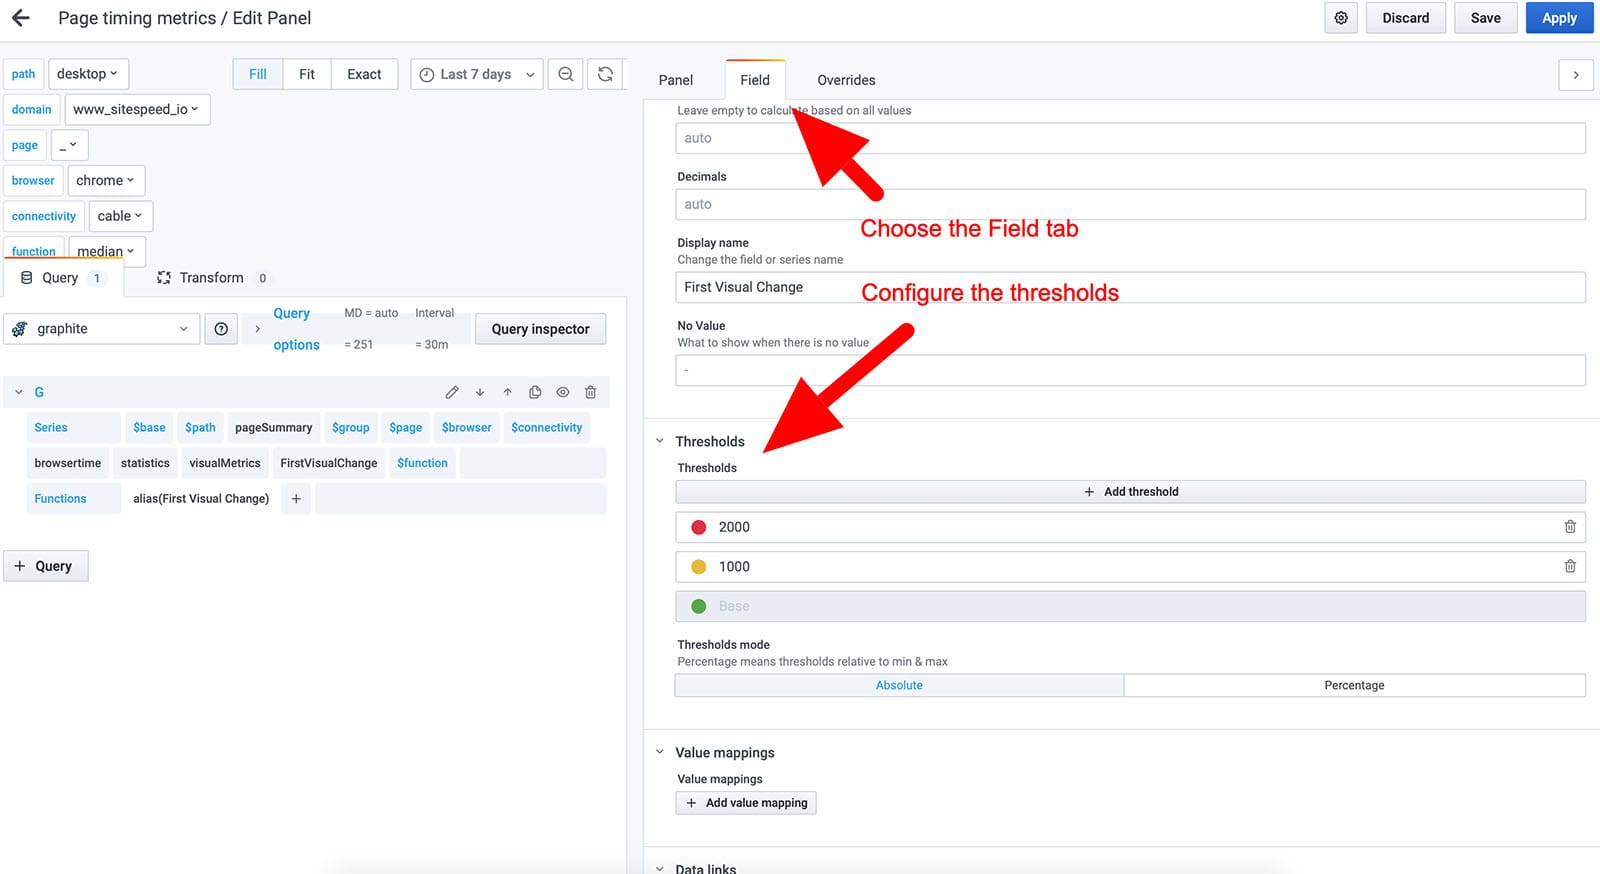 Page timing metrics / Edit Panel
Discard Save Apply
path desktop
Fill Fit Exact Last 7 days
domain www_sitespeed_io
page _
browser chrome
connectivity cable
function median
Query 1 Transform 0
graphite
Query options
MD = auto = 251
Interval = 30m
Query inspector
G
Series $base $path pageSummary $group $page $browser $connectivity
browsertime statistics visualMetrics FirstVisualChange $function
Functions alias(First Visual Change) +
+ Query
Panel Field Overrides
Leave empty to calculate based on all values
auto
Decimals
auto
Choose the Field tab
Display name
Change the field or series name
First Visual Change
Configure the thresholds
No Value
What to show when there is no value
-
Thresholds
Thresholds
+ Add threshold
2000
1000
Base
Thresholds mode
Percentage means thresholds relative to min & max
Absolute Percentage
Value mappings
Value mappings
+ Add value mapping
Data links